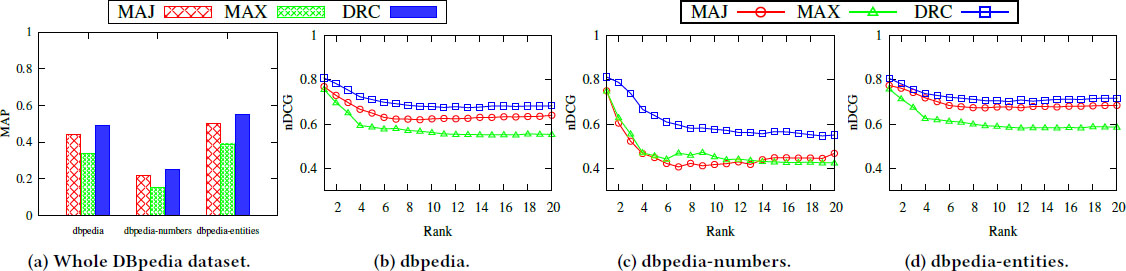 MAJ MAX DRC
MAJ MAX DRC
1
0.8
0.6
0.4
0.2
0
MAP
dbpedia dbpedia-numbers dbpedia-entities
(a) Whole DBpedia dataset.
1
0.8
0.6
0.4
nDCG
2 4 6 8 10 12 14 16 18 20
Rank
(b) dbpedia.
1
0.8
0.6
0.4
nDCG
2 4 6 8 10 12 14 16 18 20
Rank
(c) dbpedia-numbers.
1
0.8
0.6
0.4
nDCG
2 4 6 8 10 12 14 16 18 20
Rank
(d) dbpedia-entities.